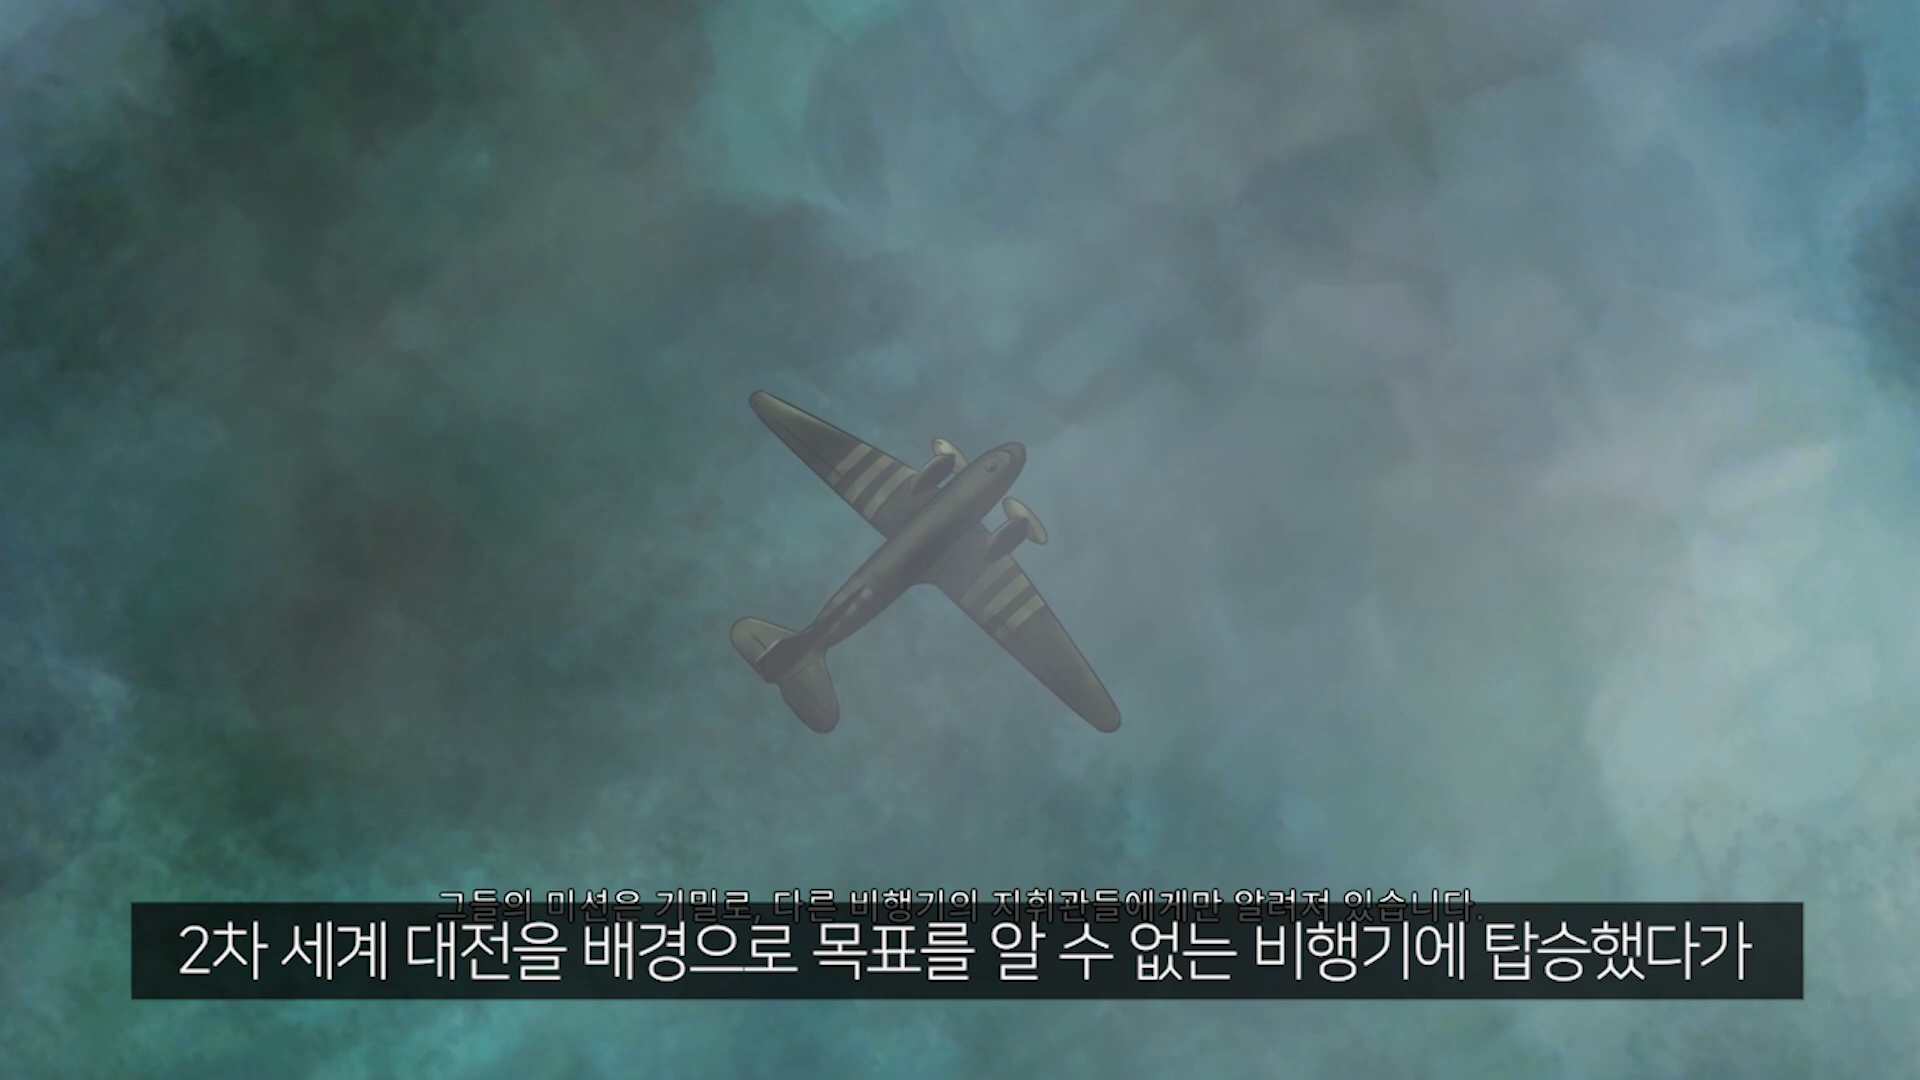 그들의 미션은 기밀로, 다른 비행기의 지휘관들에게만 알려져 있습니다.
2차 세계 대전을 배경으로 목표를 알 수 없는 비행기에 탑승했다가